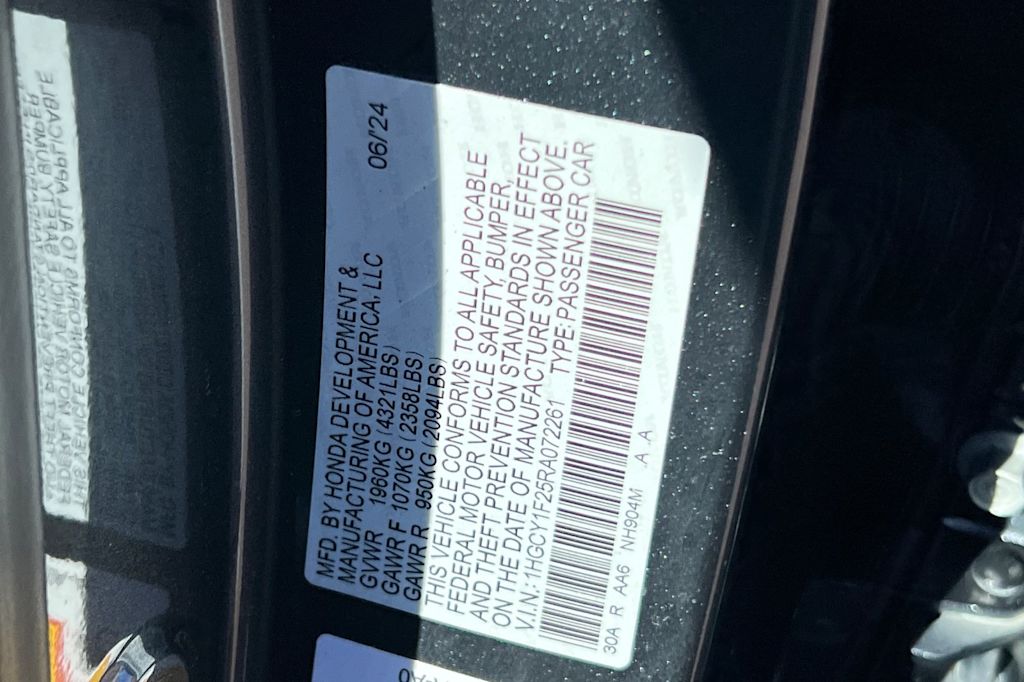 MFD. BY HONDA DEVELOPMENT &
MANUFACTURING OF AMERICA, LLC 06/'24
GVWR 1960KG (4321LBS)
GAWR F 1070KG (2358LBS)
GAWR R 950KG (2094LBS)
THIS VEHICLE CONFORMS TO ALL APPLICABLE
FEDERAL MOTOR VEHICLE SAFETY, BUMPER,
AND THEFT PREVENTION STANDARDS IN EFFECT
ON THE DATE OF MANUFACTURE SHOWN ABOVE.
V.I.N.: 1HGCY1F25RA072261 TYPE: PASSENGER CAR
30A R AA6 NH904M A A